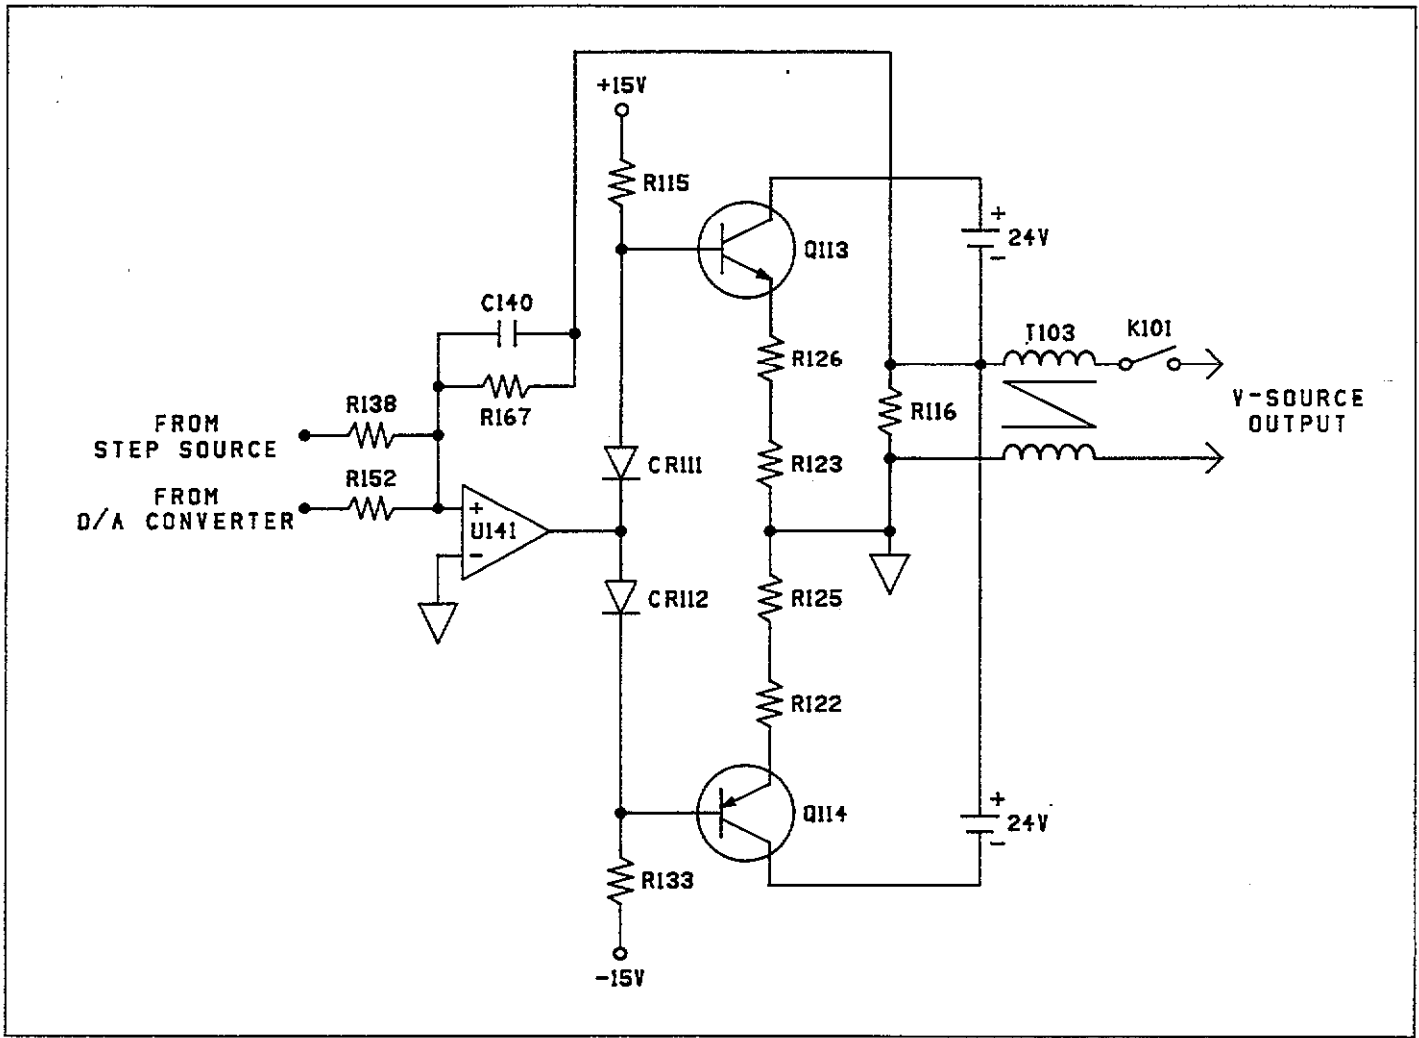 +15V
R115
+
24V
-
Q113
C140
T103
K101
R126
R167
R138
R116
V-SOURCE
OUTPUT
FROM
STEP SOURCE
CR111
R123
R152
FROM
D/A CONVERTER
+
U141
-
CR112
R125
R122
+
24V
-
Q114
R133
-15V